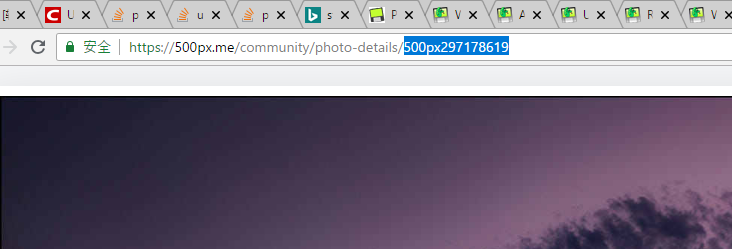 U p u p s P W A U R W
安全 https://500px.me/community/photo-details/500px297178619